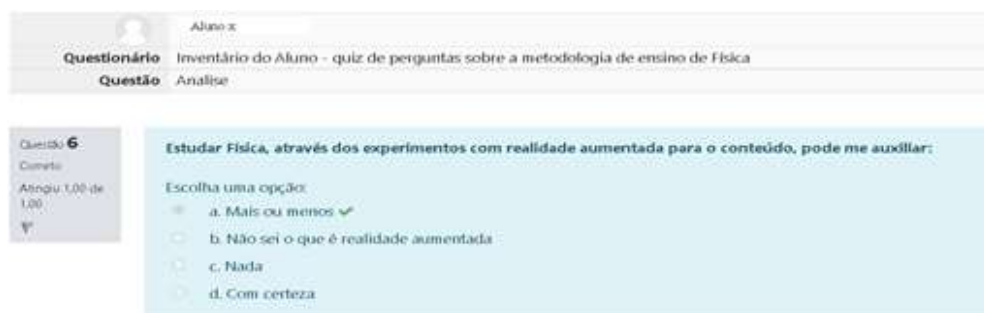 Aluno x
Questionário Inventário do Aluno - quiz de perguntas sobre a metodologia de ensino de Física
Questão Analise
Questão 6
Correto
Atingiu 1,00 de
1,00
Estudar Física, através dos experimentos com realidade aumentada para o conteúdo, pode me auxiliar:
Escolha uma opção:
a. Mais ou menos
b. Não sei o que é realidade aumentada
c. Nada
d. Com certeza